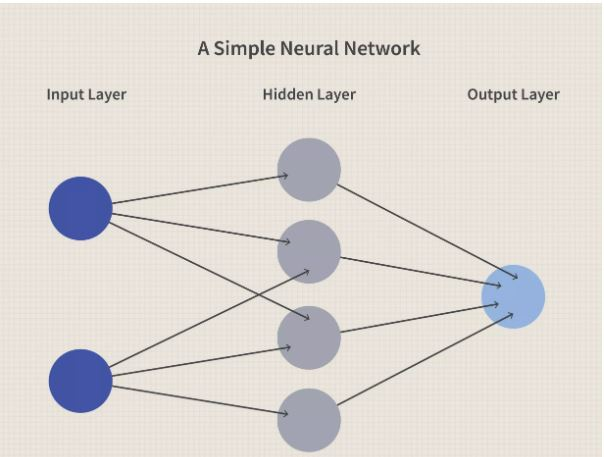 A Simple Neural Network
Input Layer
Hidden Layer
Output Layer